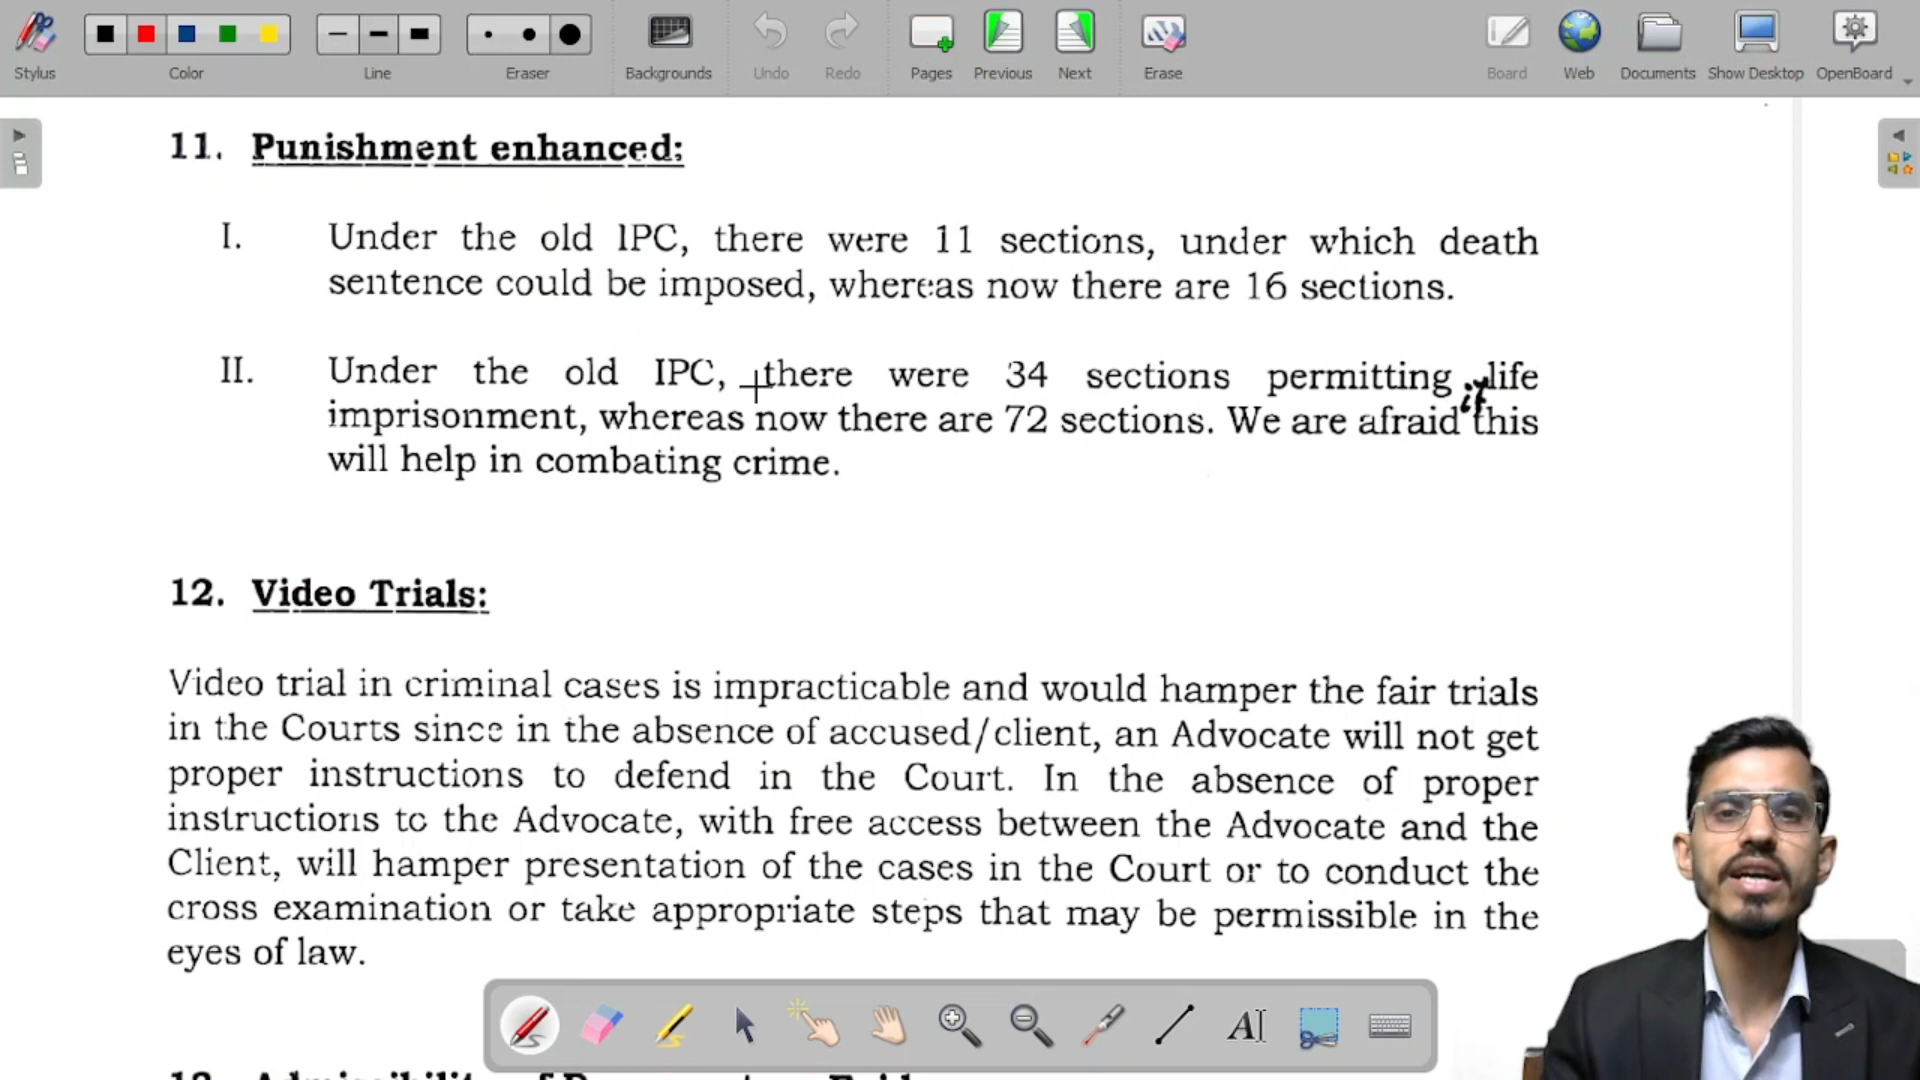 Stylus
Color
Line
Eraser
Backgrounds
Undo
Redo
Pages
Previous
Next
Erase
Board
Web
Documents
Show Desktop
OpenBoard
11. Punishment enhanced:
I. Under the old IPC, there were 11 sections, under which death
sentence could be imposed, whereas now there are 16 sections.
II. Under the old IPC, there were 34 sections permitting life
imprisonment, whereas now there are 72 sections. We are afraid if this
will help in combating crime.
12. Video Trials:
Video trial in criminal cases is impracticable and would hamper the fair trials
in the Courts since in the absence of accused/client, an Advocate will not get
proper instructions to defend in the Court. In the absence of proper
instructions to the Advocate, with free access between the Advocate and the
Client, will hamper presentation of the cases in the Court or to conduct the
cross examination or take appropriate steps that may be permissible in the
eyes of law.